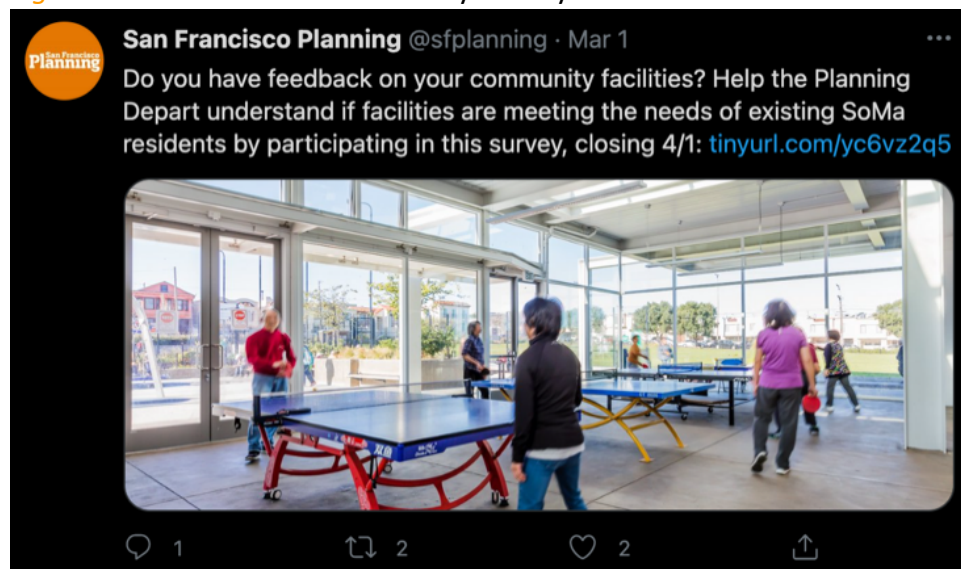 San Francisco
Planning
San Francisco Planning @sfplanning · Mar 1
Do you have feedback on your community facilities? Help the Planning
Depart understand if facilities are meeting the needs of existing SoMa
residents by participating in this survey, closing 4/1: tinyurl.com/yc6vz2q5
1 2 2